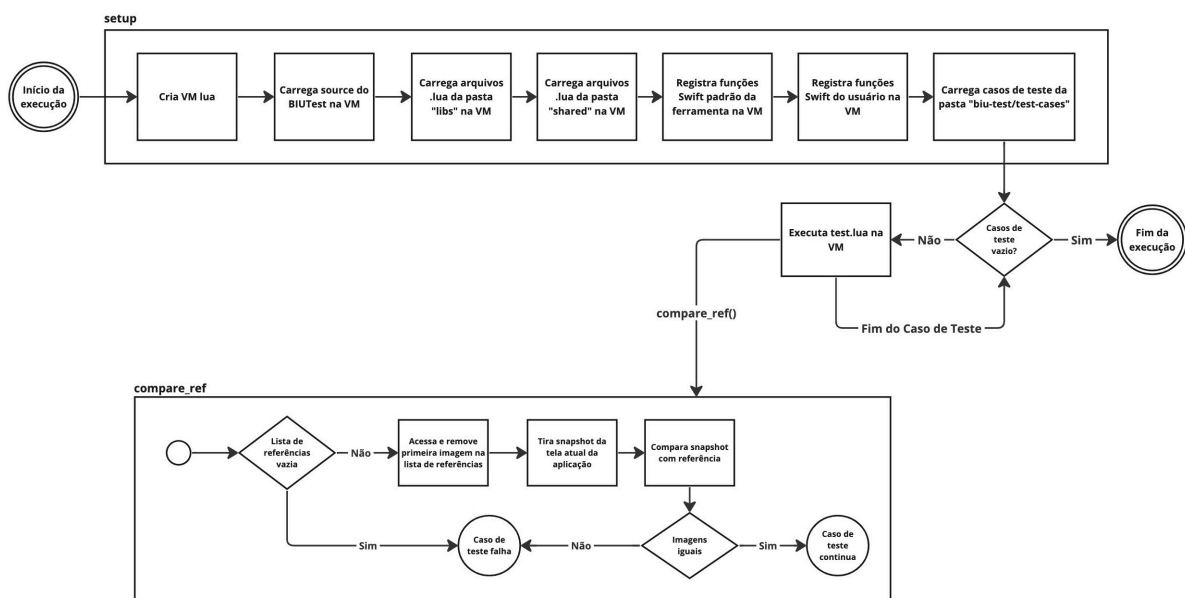 setup
Início da
execução
Cria VM lua
Carrega source do
BIUTest na VM
Carrega arquivos
.lua da pasta
"libs" na VM
Carrega arquivos
.lua da pasta
"shared" na VM
Registra funções
Swift padrão da
ferramenta na VM
Registra funções
Swift do usuário na
VM
Carrega casos de teste da
pasta "biu-test/test-cases"
Executa test.lua na
VM
Não
Casos de
teste
vazio?
Sim
Fim da
execução
Fim do Caso de Teste
compare_ref()
compare_ref
Lista de
referências
vazia
Não
Acessa e remove
primeira imagem na
lista de referências
Tira snapshot da
tela atual da
aplicação
Compara snapshot
com referência
Sim
Caso de
teste falha
Não
Imagens
iguais
Sim
Caso de
teste
continua